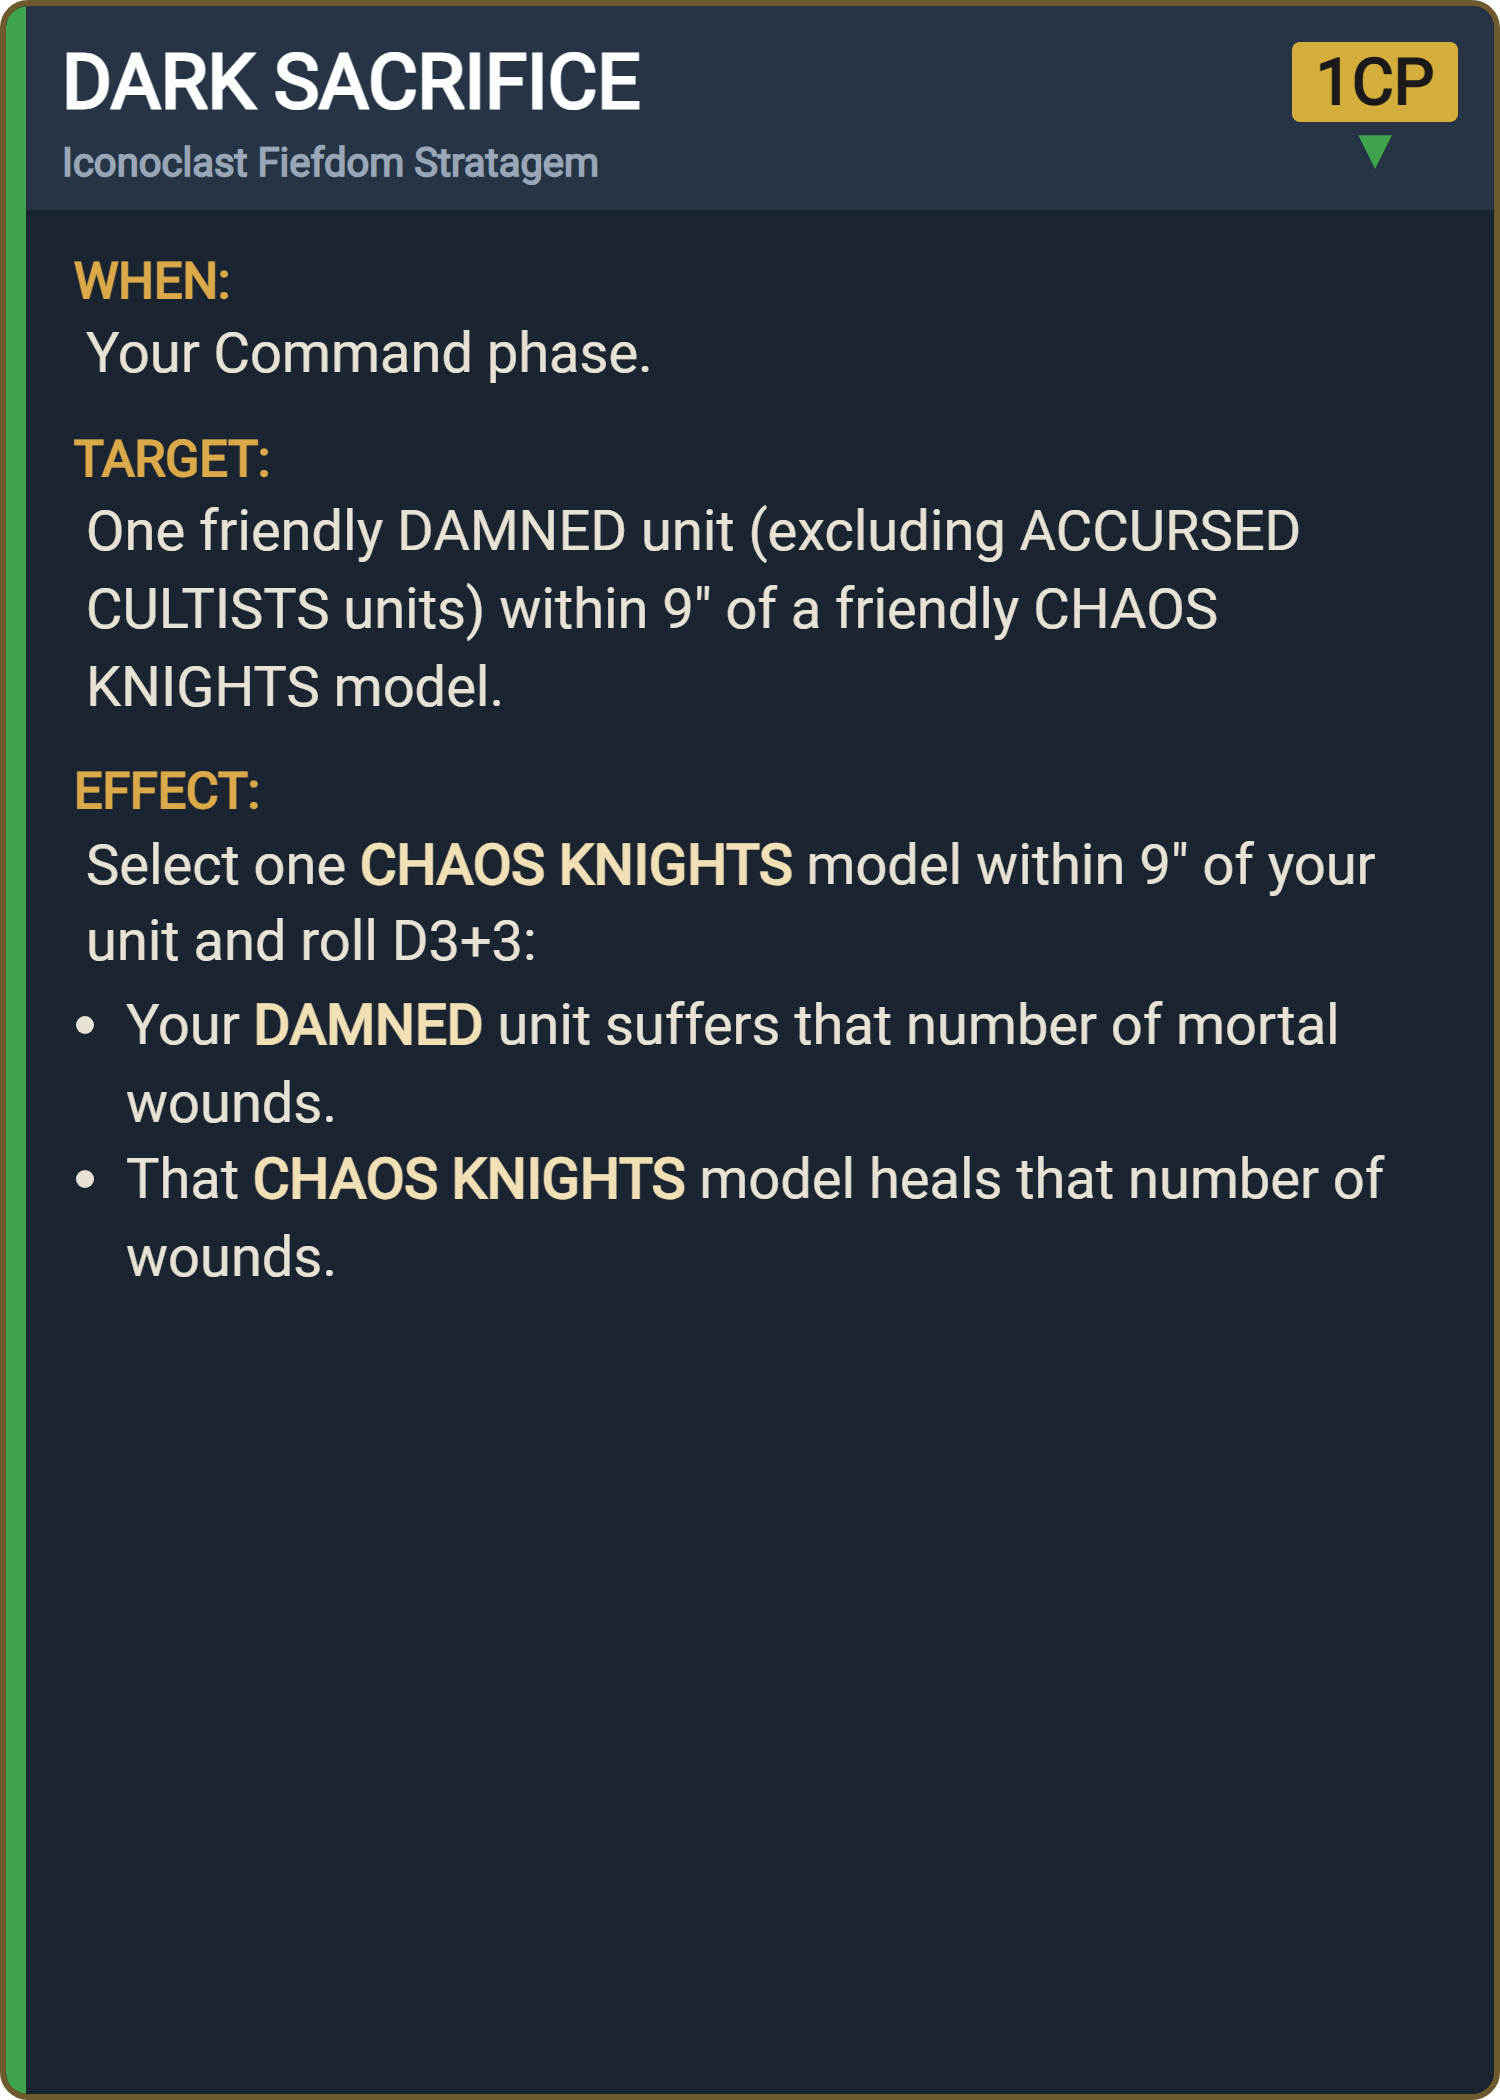 DARK SACRIFICE
1CP
Iconoclast Fiefdom Stratagem
WHEN:
Your Command phase.
TARGET:
One friendly DAMNED unit (excluding ACCURSED
CULTISTS units) within 9" of a friendly CHAOS
KNIGHTS model.
EFFECT:
Select one CHAOS KNIGHTS model within 9" of your
unit and roll D3+3:
• Your DAMNED unit suffers that number of mortal
wounds.
• That CHAOS KNIGHTS model heals that number of
wounds.